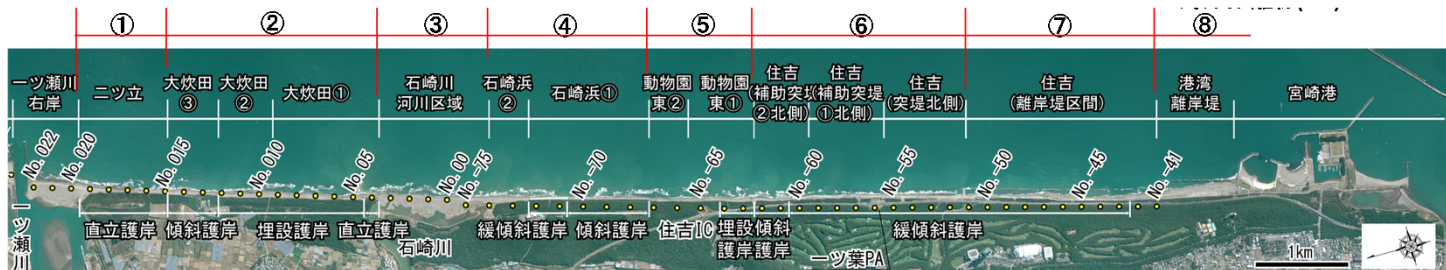 ① ② ③ ④ ⑤ ⑥ ⑦ ⑧
一ツ瀬川
右岸
二ツ立
大炊田
③
大炊田
②
大炊田①
石崎川
河川区域
石崎浜
②
石崎浜①
動物園
東②
動物園
東①
住吉
(補助突堤
②北側)
住吉
(補助突堤
①北側)
住吉
(突堤北側)
住吉
(離岸堤区間)
港湾
離岸堤
宮崎港
No. 022
No. 020
No. 015
No. 010
No. 05
No. 00
No. -75
No. -70
No. -65
No. -60
No. -55
No. -50
No. -45
No. -41
一ツ瀬川
直立護岸
傾斜護岸
埋設護岸
直立護岸
石崎川
緩傾斜護岸
傾斜護岸
住吉IC
埋設
護岸
傾斜
護岸
一ツ葉PA
緩傾斜護岸
1km